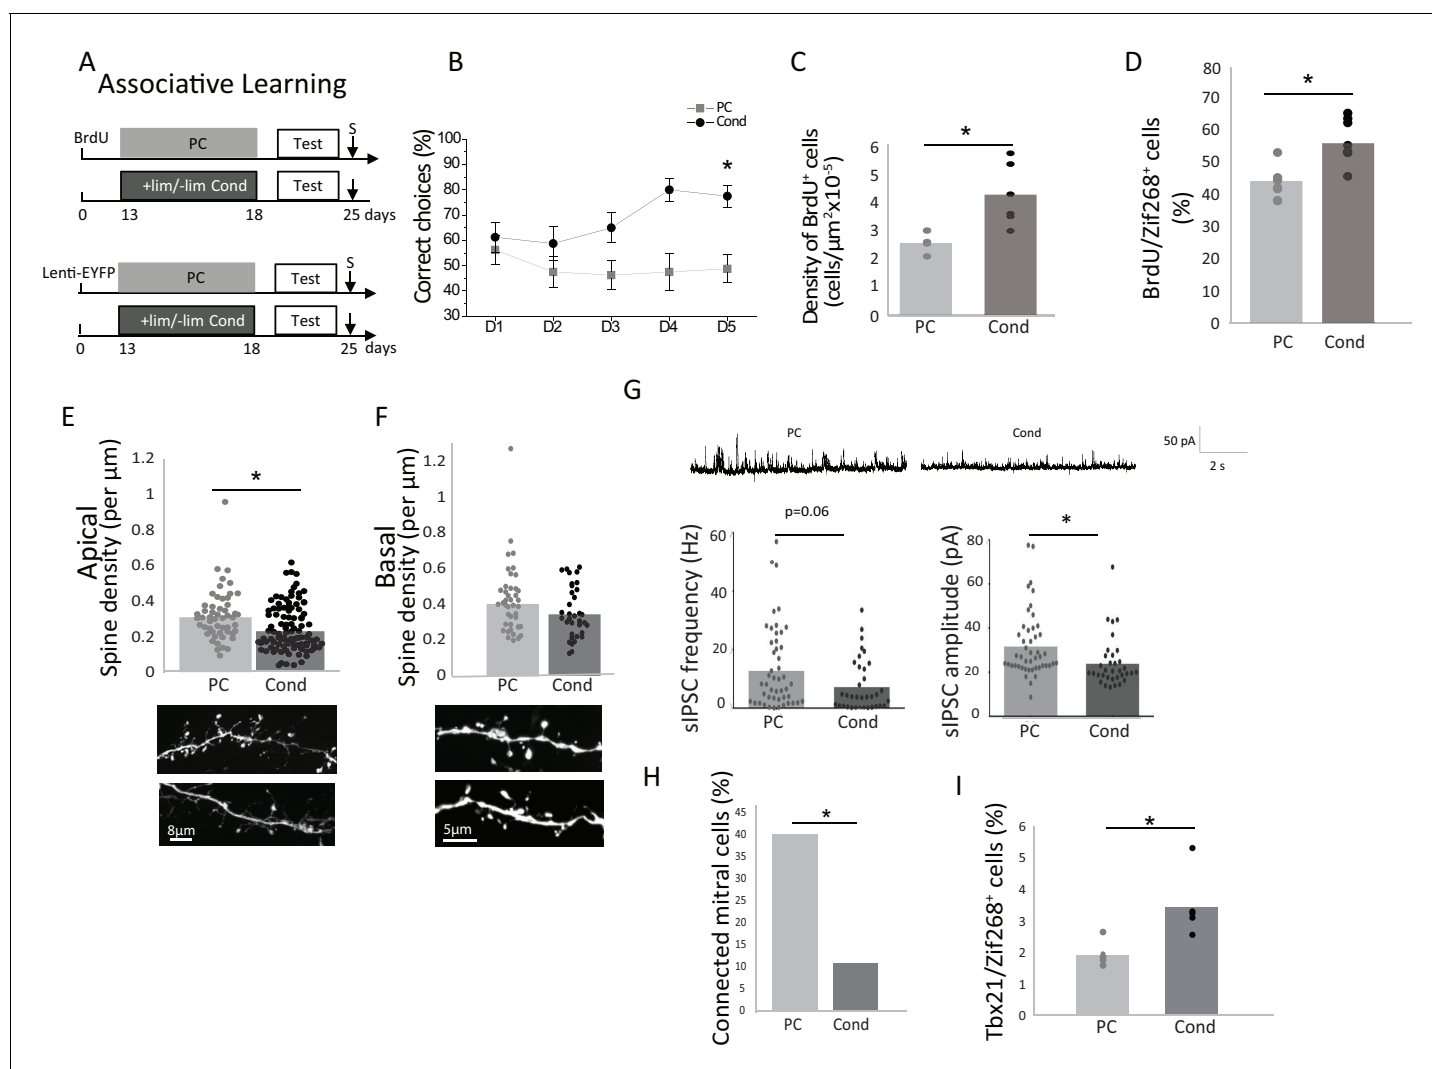 A
Associative Learning
BrdU
PC
Test
S
+lim/-lim Cond
Test
0
13
18
25 days
Lenti-EYFP
PC
Test
S
+lim/-lim Cond
Test
0
13
18
25
days
B
PC
Cond
Correct choices (%)
100
90
80
70
60
50
40
30
*
D1
D2
D3
D4
D5
C
Density of BrdU+ cells
(cells/µm²x10⁻⁵)
6
5
4
3
2
1
0
*
PC
Cond
D
BrdU/Zif268+ cells
(%)
80
70
60
50
40
30
20
10
0
*
PC
Cond
E
Apical
Spine density (per µm)
1.2
1
0.8
0.6
0.4
0.2
0
*
PC
Cond
8µm
F
Basal
Spine density (per µm)
1.2
1
0.8
0.6
0.4
0.2
0
PC
Cond
5µm
G
PC
Cond
50 pA
2 s
sIPSC frequency (Hz)
60
40
20
0
p=0.06
PC
Cond
sIPSC amplitude (pA)
80
60
40
20
0
*
PC
Cond
H
Connected mitral cells (%)
45
40
35
30
25
20
15
10
5
0
*
PC
Cond
I
Tbx21/Zif268+ cells (%)
6
5
4
3
2
1
0
*
PC
Cond